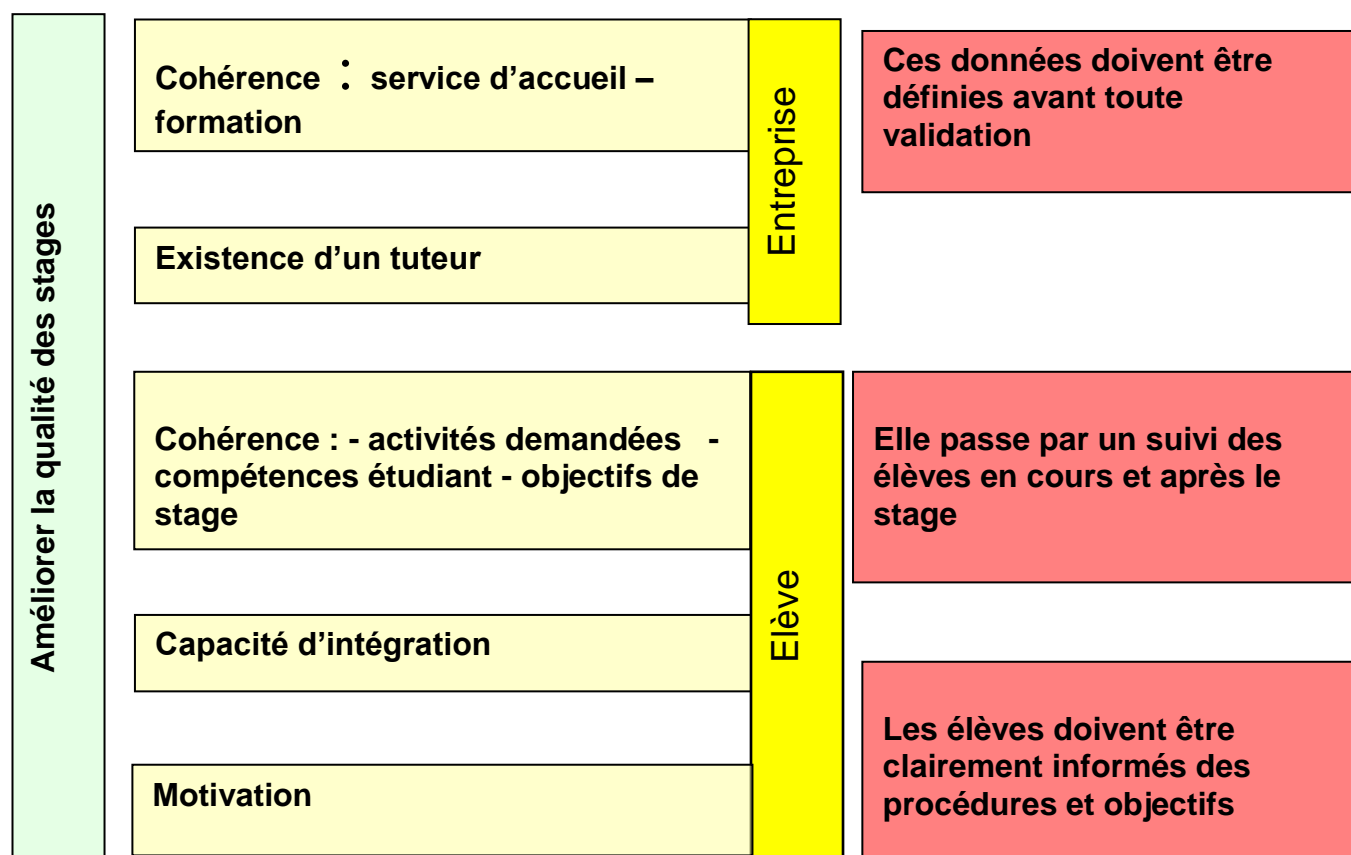 Améliorer la qualité des stages
Cohérence : service d’accueil –
formation
Existence d’un tuteur
Entreprise
Ces données doivent être
définies avant toute
validation
Cohérence : - activités demandées -
compétences étudiant - objectifs de
stage
Capacité d’intégration
Motivation
Elève
Elle passe par un suivi des
élèves en cours et après le
stage
Les élèves doivent être
clairement informés des
procédures et objectifs